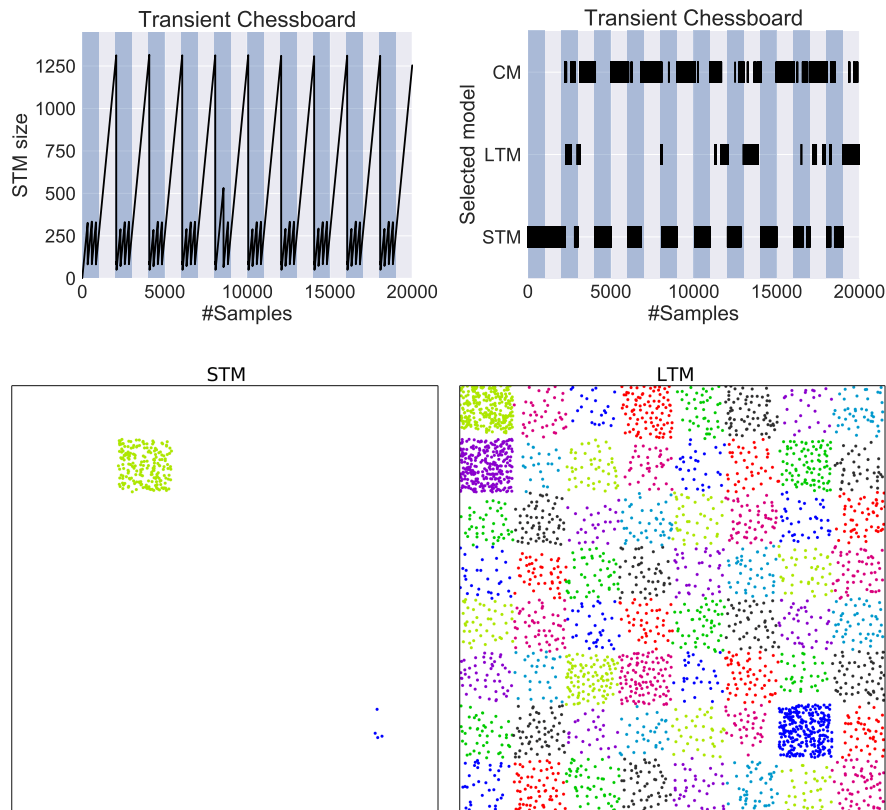 Transient Chessboard
STM size
1250
1000
750
500
250
0
0 5000 10000 15000 20000
#Samples
Transient Chessboard
Selected model
CM
LTM
STM
0 5000 10000 15000 20000
#Samples
STM
LTM